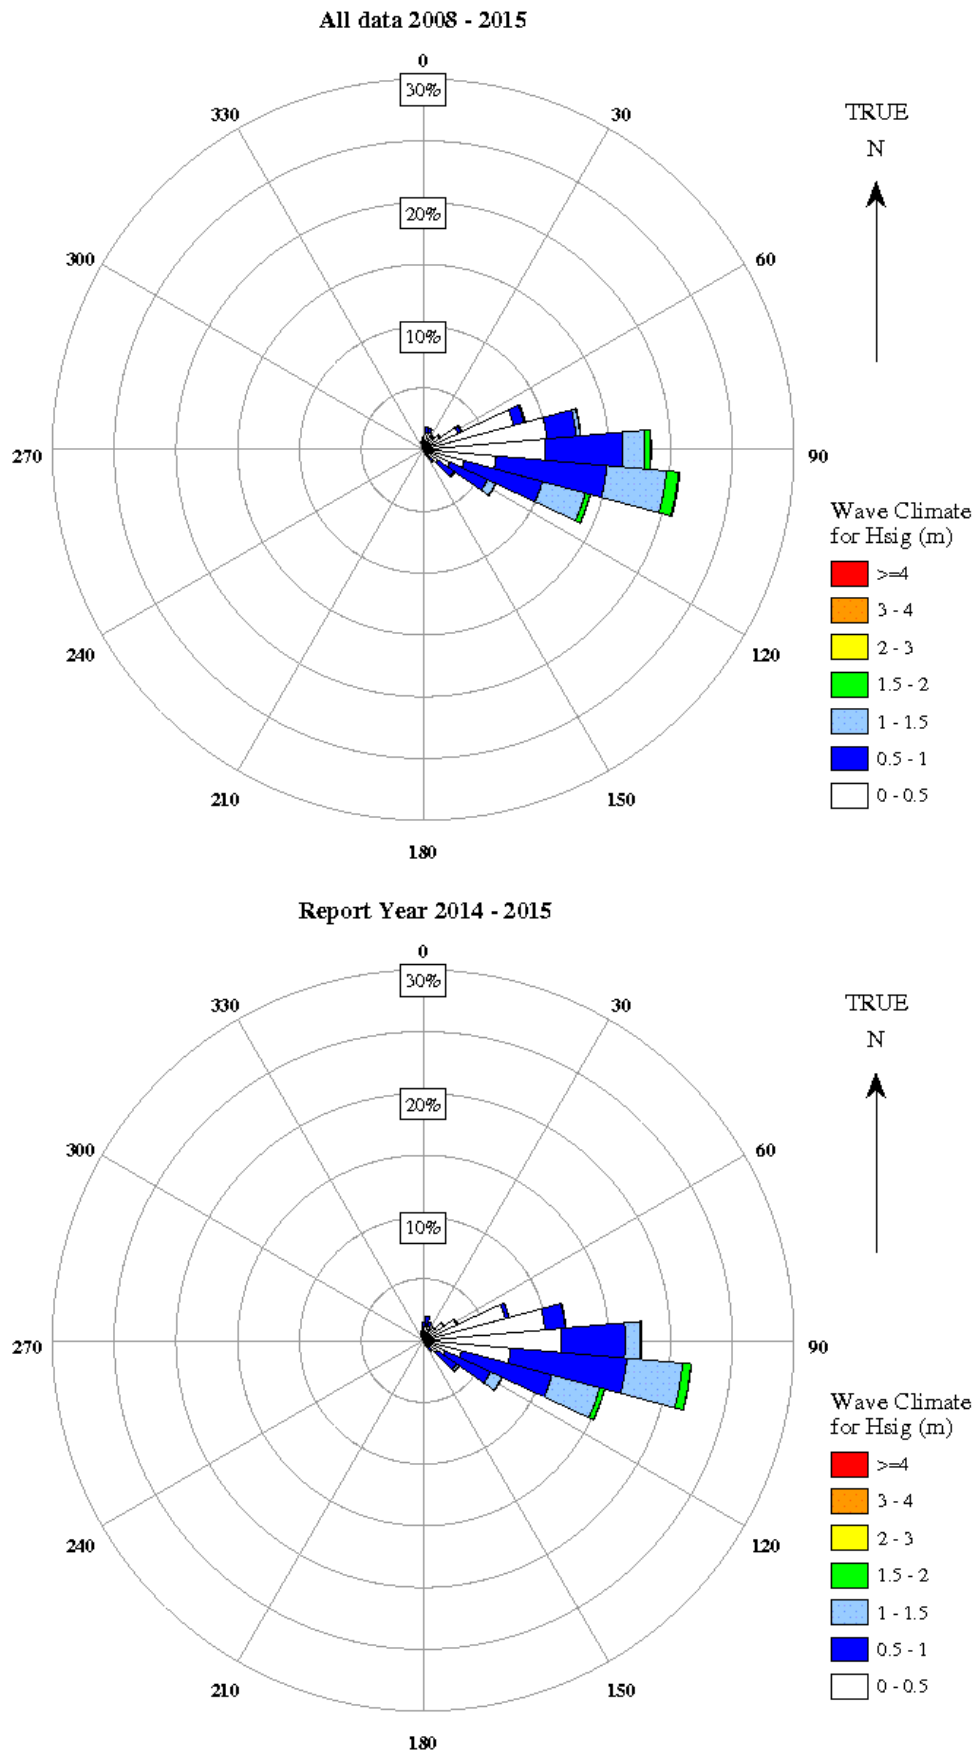 All data 2008 - 2015
0
30%
330
30
TRUE
N
20%
300
60
10%
270
90
Wave Climate
for Hsig (m)
>=4
3 - 4
240
120
2 - 3
1.5 - 2
1 - 1.5
0.5 - 1
210
150
0 - 0.5
180
Report Year 2014 - 2015
0
30%
330
30
TRUE
N
20%
300
60
10%
270
90
Wave Climate
for Hsig (m)
>=4
3 - 4
240
120
2 - 3
1.5 - 2
1 - 1.5
0.5 - 1
210
150
0 - 0.5
180